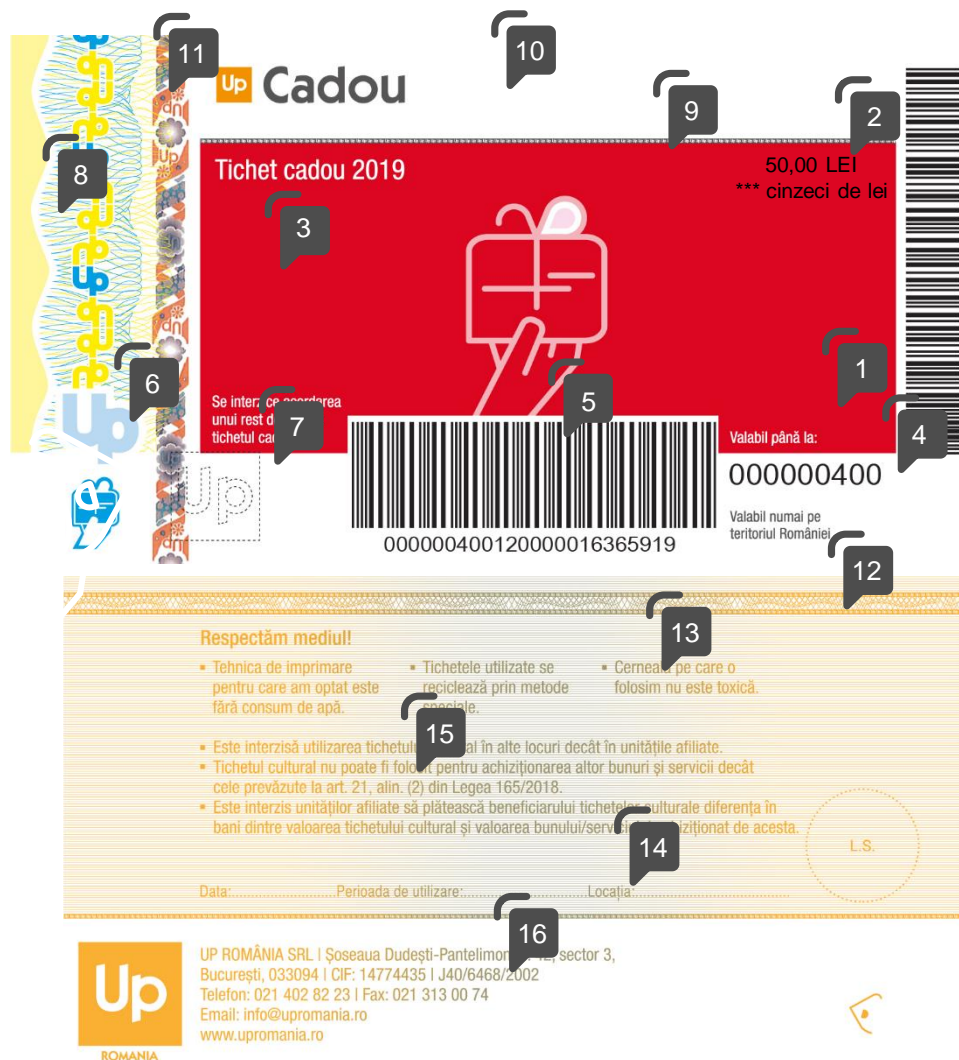 11
10
Up Cadou
9
2
8
Tichet cadou 2019
50,00 LEI
*** cinzeci de lei
3
6
1
5
Se interzice acordarea
unui rest
7
4
tichetul
Valabil până la:
000000400
Up
Up
Valabil numai pe
teritoriul României
00000040012000001636​5919
12
13
Respectăm mediul!
▪ Tehnica de imprimare
pentru care am optat este
fără consum de apă.
▪ Tichetele utilizate se
reciclează prin metode
speciale.
▪ Cerneala pe care o
folosim nu este toxică.
15
▪ Este interzisă utilizarea tichetului în alte locuri decât în unitățile afiliate.
▪ Tichetul cultural nu poate fi folosit pentru achiziționarea altor bunuri și servicii decât
cele prevăzute la art. 21, alin. (2) din Legea 165/2018.
▪ Este interzis unităților afiliate să plătească beneficiarului tichetelor culturale diferența în
bani dintre valoarea tichetului cultural și valoarea de acesta.
14
L.S.
Data:..........................Perioada de utilizare:..............................Locația:......................................
16
Up
ROMANIA
UP ROMÂNIA SRL | Șoseaua Dudești-Pantelimon sector 3,
București, 033094 | CIF: 14774435 | J40/6468/2002
Telefon: 021 402 82 23 | Fax: 021 313 00 74
Email: info@upromania.ro
www.upromania.ro